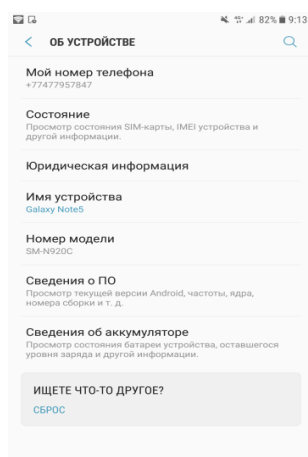 82% 9:13
ОБ УСТРОЙСТВЕ
Мой номер телефона
+77477957847
Состояние
Просмотр состояния SIM-карты, IMEI устройства и
другой информации.
Юридическая информация
Имя устройства
Galaxy Note5
Номер модели
SM-N920C
Сведения о ПО
Просмотр текущей версии Android, частоты, ядра,
номера сборки и т. д.
Сведения об аккумуляторе
Просмотр состояния батареи устройства, оставшегося
уровня заряда и другой информации.
ИЩЕТЕ ЧТО-ТО ДРУГОЕ?
СБРОС